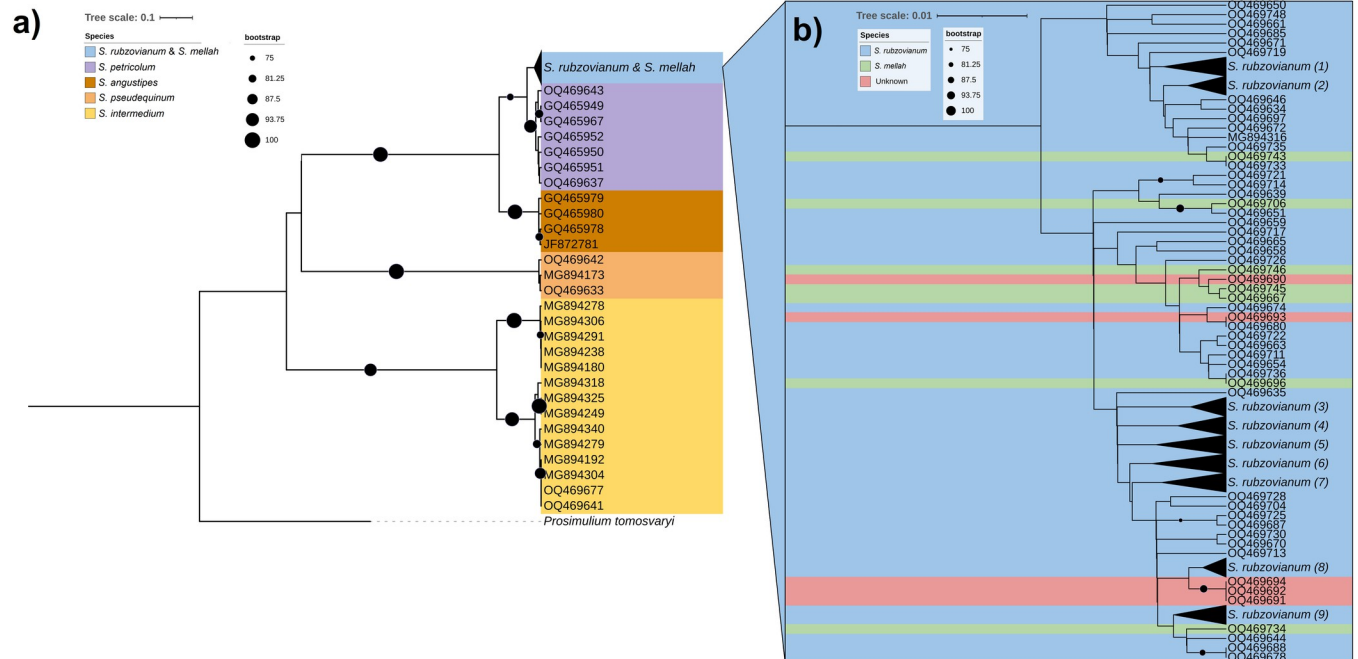 a)
Tree scale: 0.1
Species
S. rubzovianum & S. mellah
S. petricolum
S. angustipes
S. pseudequinum
S. intermedium
bootstrap
75
81.25
87.5
93.75
100
S. rubzovianum & S. mellah
OQ469643
GQ465949
GQ465967
GQ465952
GQ465950
GQ465951
OQ469637
GQ465979
GQ465980
GQ465978
JF872781
OQ469642
MG894173
OQ469633
MG894278
MG894306
MG894291
MG894238
MG894180
MG894318
MG894325
MG894249
MG894340
MG894279
MG894192
MG894304
OQ469677
OQ469641
Prosimulium tomosvaryi
b)
Tree scale: 0.01
Species
S. rubzovianum
S. mellah
Unknown
bootstrap
75
81.25
87.5
93.75
100
OQ469650
OQ469748
OQ469661
OQ469685
OQ469671
OQ469719
S. rubzovianum (1)
S. rubzovianum (2)
OQ469646
OQ469634
OQ469697
OQ469672
MG894316
OQ469735
OQ469743
OQ469733
OQ469721
OQ469714
OQ469639
OQ469706
OQ469651
OQ469659
OQ469717
OQ469665
OQ469658
OQ469726
OQ469746
OQ469690
OQ469745
OQ469667
OQ469674
OQ469693
OQ469680
OQ469722
OQ469663
OQ469711
OQ469654
OQ469736
OQ469696
OQ469635
S. rubzovianum (3)
S. rubzovianum (4)
S. rubzovianum (5)
S. rubzovianum (6)
S. rubzovianum (7)
OQ469728
OQ469704
OQ469725
OQ469687
OQ469730
OQ469670
OQ469713
S. rubzovianum (8)
OQ469694
OQ469692
OQ469691
S. rubzovianum (9)
OQ469734
OQ469644
OQ469688
OQ469678